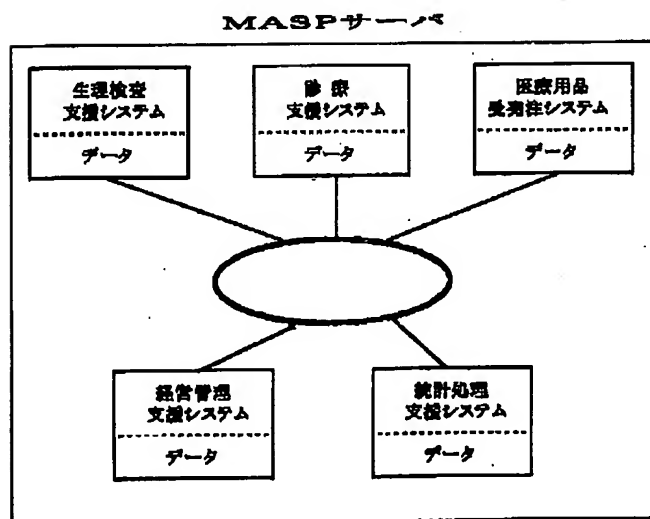 MASPサーバ
生理検査
支援システム
データ
診療
支援システム
データ
医療用品
受発注システム
データ
経営管理
支援システム
データ
統計処理
支援システム
データ